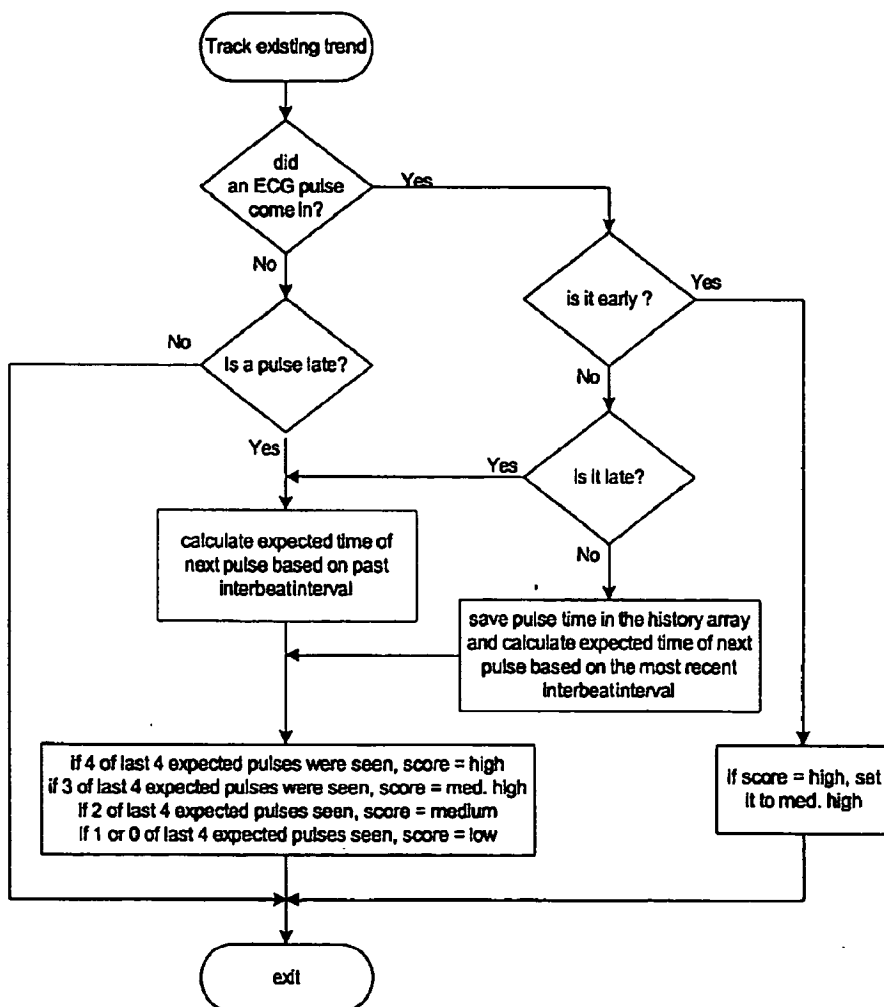 Track existing trend
did
an ECG pulse
come in?
Yes
No
is it early ?
Yes
No
Is a pulse late?
No
Yes
Is it late?
Yes
No
calculate expected time of
next pulse based on past
interbeatinterval
save pulse time in the history array
and calculate expected time of next
pulse based on the most recent
interbeatinterval
if 4 of last 4 expected pulses were seen, score = high
if 3 of last 4 expected pulses were seen, score = med. high
if 2 of last 4 expected pulses seen, score = medium
if 1 or 0 of last 4 expected pulses seen, score = low
If score = high, set
it to med. high
exit